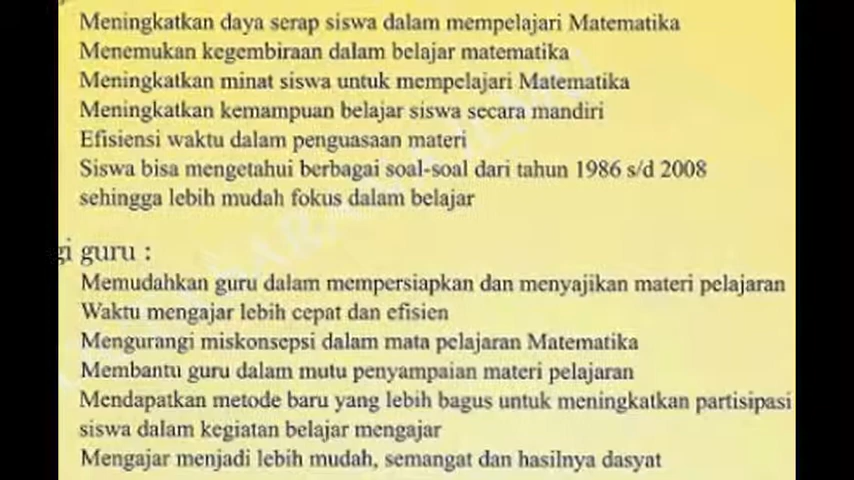 Meningkatkan daya serap siswa dalam mempelajari Matematika
Menemukan kegembiraan dalam belajar matematika
Meningkatkan minat siswa untuk mempelajari Matematika
Meningkatkan kemampuan belajar siswa secara mandiri
Efisiensi waktu dalam penguasaan materi
Siswa bisa mengetahui berbagai soal-soal dari tahun 1986 s/d 2008
sehingga lebih mudah fokus dalam belajar
gi guru :
Memudahkan guru dalam mempersiapkan dan menyajikan materi pelajaran
Waktu mengajar lebih cepat dan efisien
Mengurangi miskonsepsi dalam mata pelajaran Matematika
Membantu guru dalam mutu penyampaian materi pelajaran
Mendapatkan metode baru yang lebih bagus untuk meningkatkan partisipasi
siswa dalam kegiatan belajar mengajar
Mengajar menjadi lebih mudah, semangat dan hasilnya dasyat